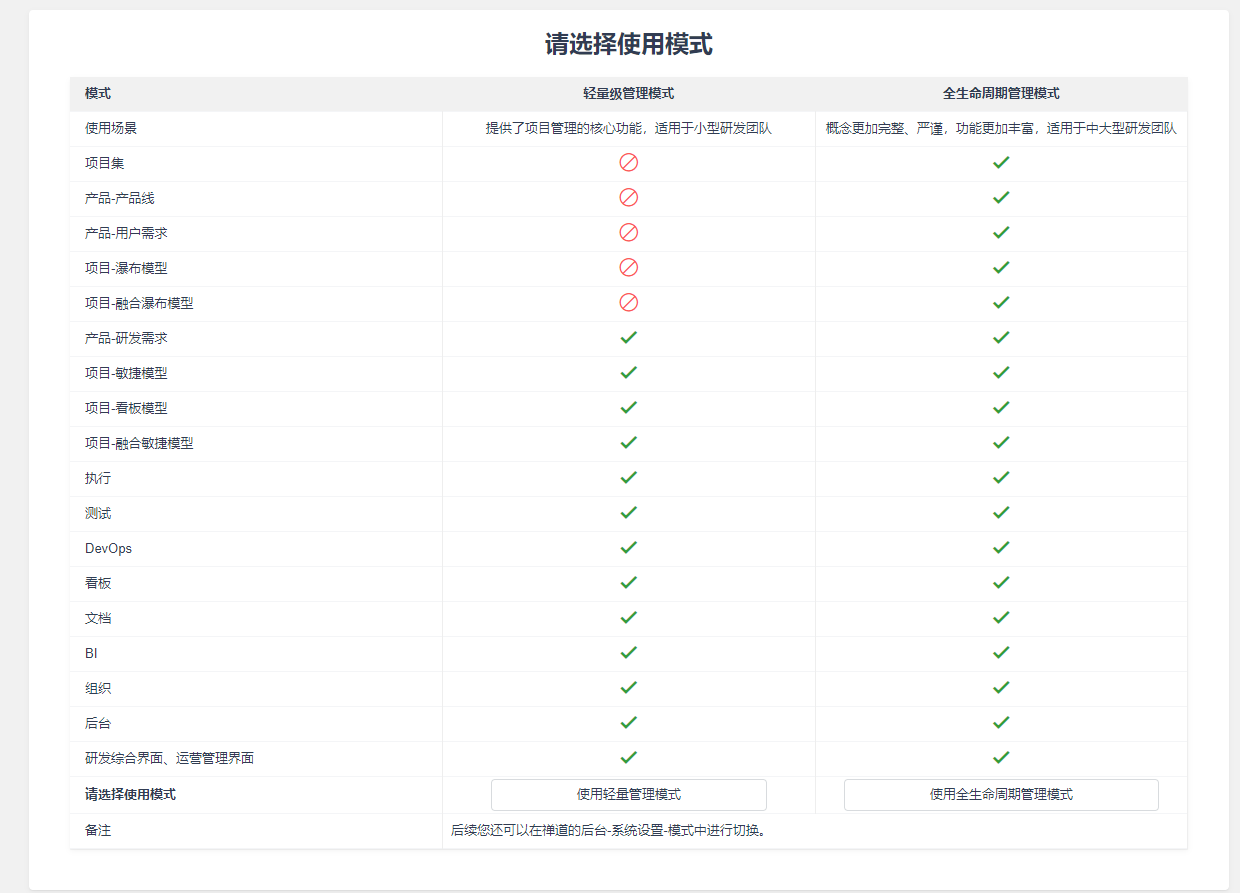 请选择使用模式
模式 轻量级管理模式 全生命周期管理模式
使用场景 提供了项目管理的核心功能，适用于小型研发团队 概念更加完整、严谨，功能更加丰富，适用于中大型研发团队
项目集
产品-产品线
产品-用户需求
项目-瀑布模型
项目-融合瀑布模型
产品-研发需求
项目-敏捷模型
项目-看板模型
项目-融合敏捷模型
执行
测试
DevOps
看板
文档
BI
组织
后台
研发综合界面、运营管理界面
请选择使用模式 使用轻量管理模式 使用全生命周期管理模式
备注 后续您还可以在禅道的后台-系统设置-模式中进行切换。